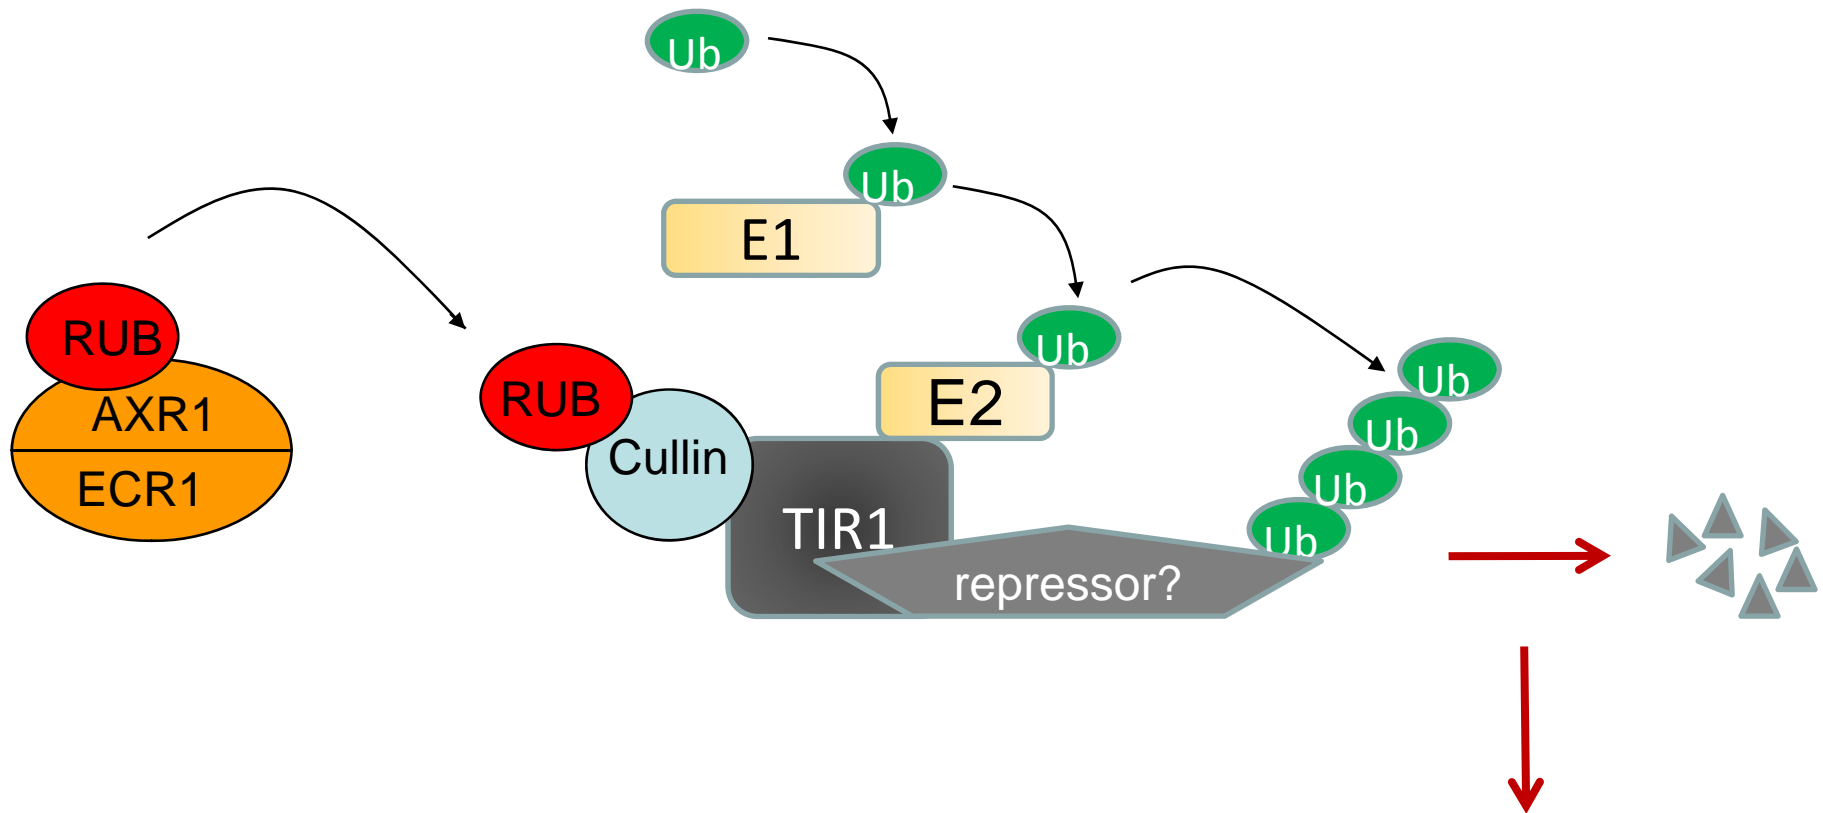 Ub
Ub
E1
RUB
AXR1
ECR1
RUB
Cullin
Ub
E2
TIR1
repressor?
Ub
Ub
Ub
Ub